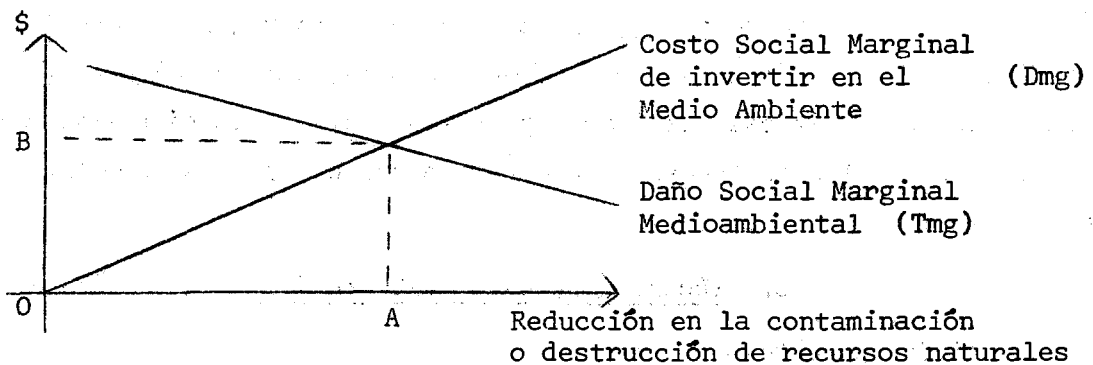 $
Costo Social Marginal
de invertir en el (Dmg)
Medio Ambiente
B
Daño Social Marginal
Medioambiental (Tmg)
O
A
Reducción en la contaminación
o destrucción de recursos naturales